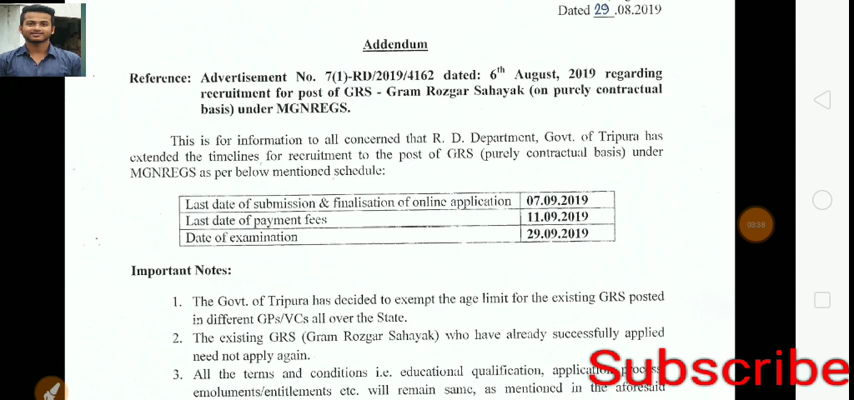 Dated 29.08.2019
Addendum
Reference: Advertisement No. 7(1)-RD/2019/4162 dated: 6th August, 2019 regarding
recruitment for post of GRS - Gram Rozgar Sahayak (on purely contractual
basis) under MGNREGS.
This is for information to all concerned that R. D. Department, Govt. of Tripura has
extended the timelines for recruitment to the post of GRS (purely contractual basis) under
MGNREGS as per below mentioned schedule:
Last date of submission & finalisation of online application 07.09.2019
Last date of payment fees 11.09.2019
Date of examination 29.09.2019
Important Notes:
1. The Govt. of Tripura has decided to exempt the age limit for the existing GRS posted
in different GPs/VCs all over the State.
2. The existing GRS (Gram Rozgar Sahayak) who have already successfully applied
need not apply again.
3. All the terms and conditions i.e. educational qualification, application process,
emoluments/entitlements etc. will remain same, as mentioned in the aforesaid
Subscribe
03:59